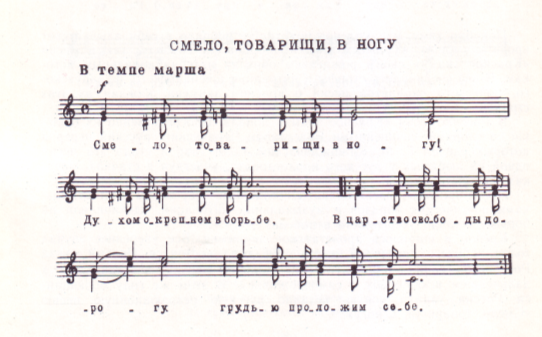 СМЕЛО, ТОВАРИЩИ, В НОГУ
В темпе марша
f
Сме - ло, то-ва - ри-щи, в но - гу!
Ду - хом о-креп-нем в борь-бе. В цар-ство сво-бо-ды до-
-ро - гу грудь-ю про-ло-жим се-бе.